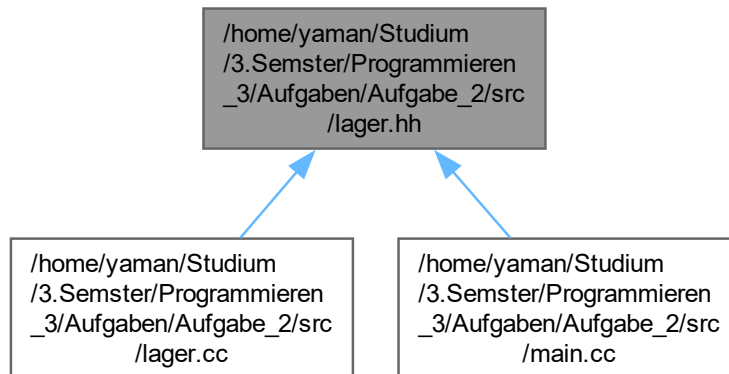 /home/yaman/Studium
/3.Semster/Programmieren
_3/Aufgaben/Aufgabe_2/src
/lager.hh
/home/yaman/Studium
/3.Semster/Programmieren
_3/Aufgaben/Aufgabe_2/src
/lager.cc
/home/yaman/Studium
/3.Semster/Programmieren
_3/Aufgaben/Aufgabe_2/src
/main.cc